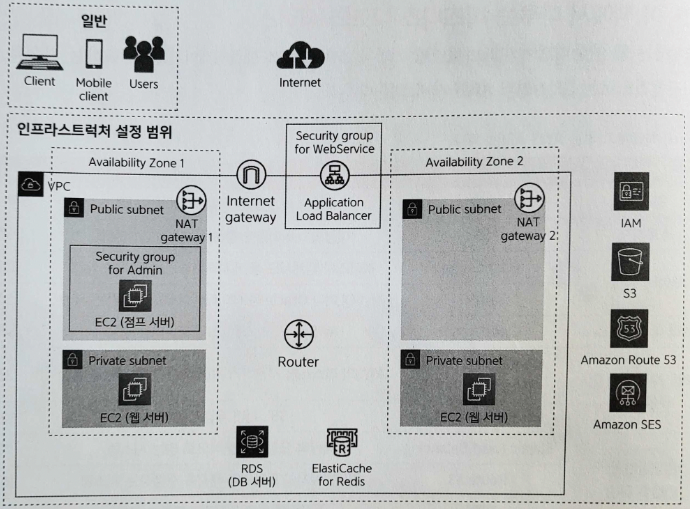 일반
Client
Mobile
client
Users
Internet
인프라스트럭처 설정 범위
Availability Zone 1
Internet
gateway
Security group
for WebService
Application
Load Balancer
Availability Zone 2
VPC
Public subnet
NAT
gateway 1
Security group
for Admin
EC2 (점프 서버)
Private subnet
EC2 (웹 서버)
Router
Public subnet
NAT
gateway 2
Private subnet
EC2 (웹 서버)
RDS
(DB 서버)
R
ElastiCache
for Redis
IAM
S3
53
Amazon Route 53
Amazon SES